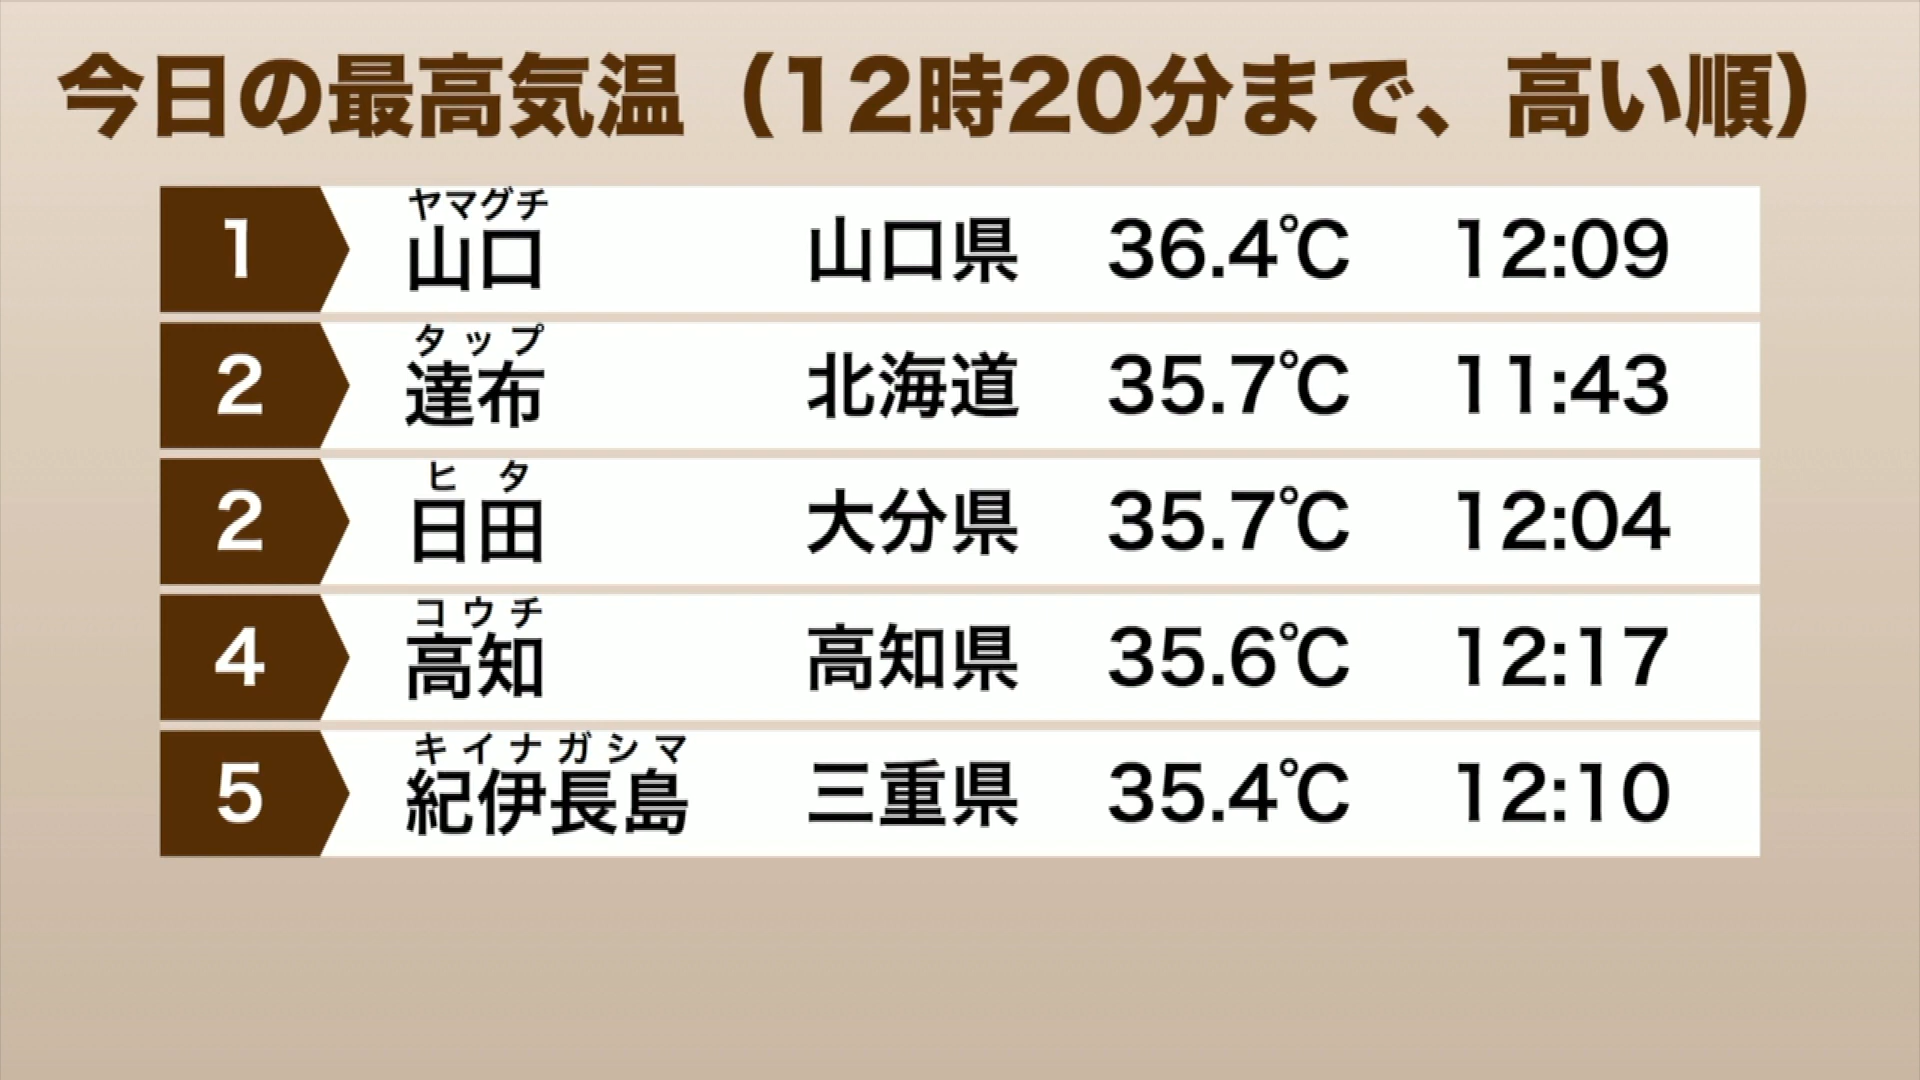 今日の最高気温（12時20分まで、高い順）
ヤマグチ
1 山口 山口県 36.4℃ 12:09
タップ
2 達布 北海道 35.7℃ 11:43
ヒタ
2 日田 大分県 35.7℃ 12:04
コウチ
4 高知 高知県 35.6℃ 12:17
キイナガシマ
5 紀伊長島 三重県 35.4℃ 12:10